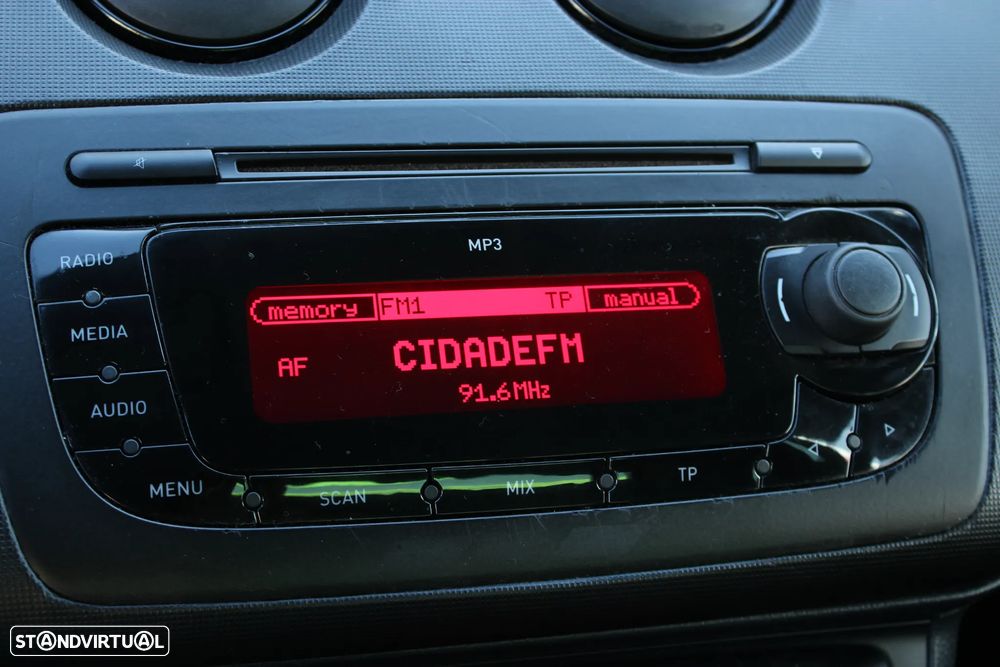 MP3
RADIO
MEDIA
AUDIO
MENU
memory FM1 TP manual
AF CIDADEFM
91.6MHz
SCAN MIX TP
STANDVIRTUAL